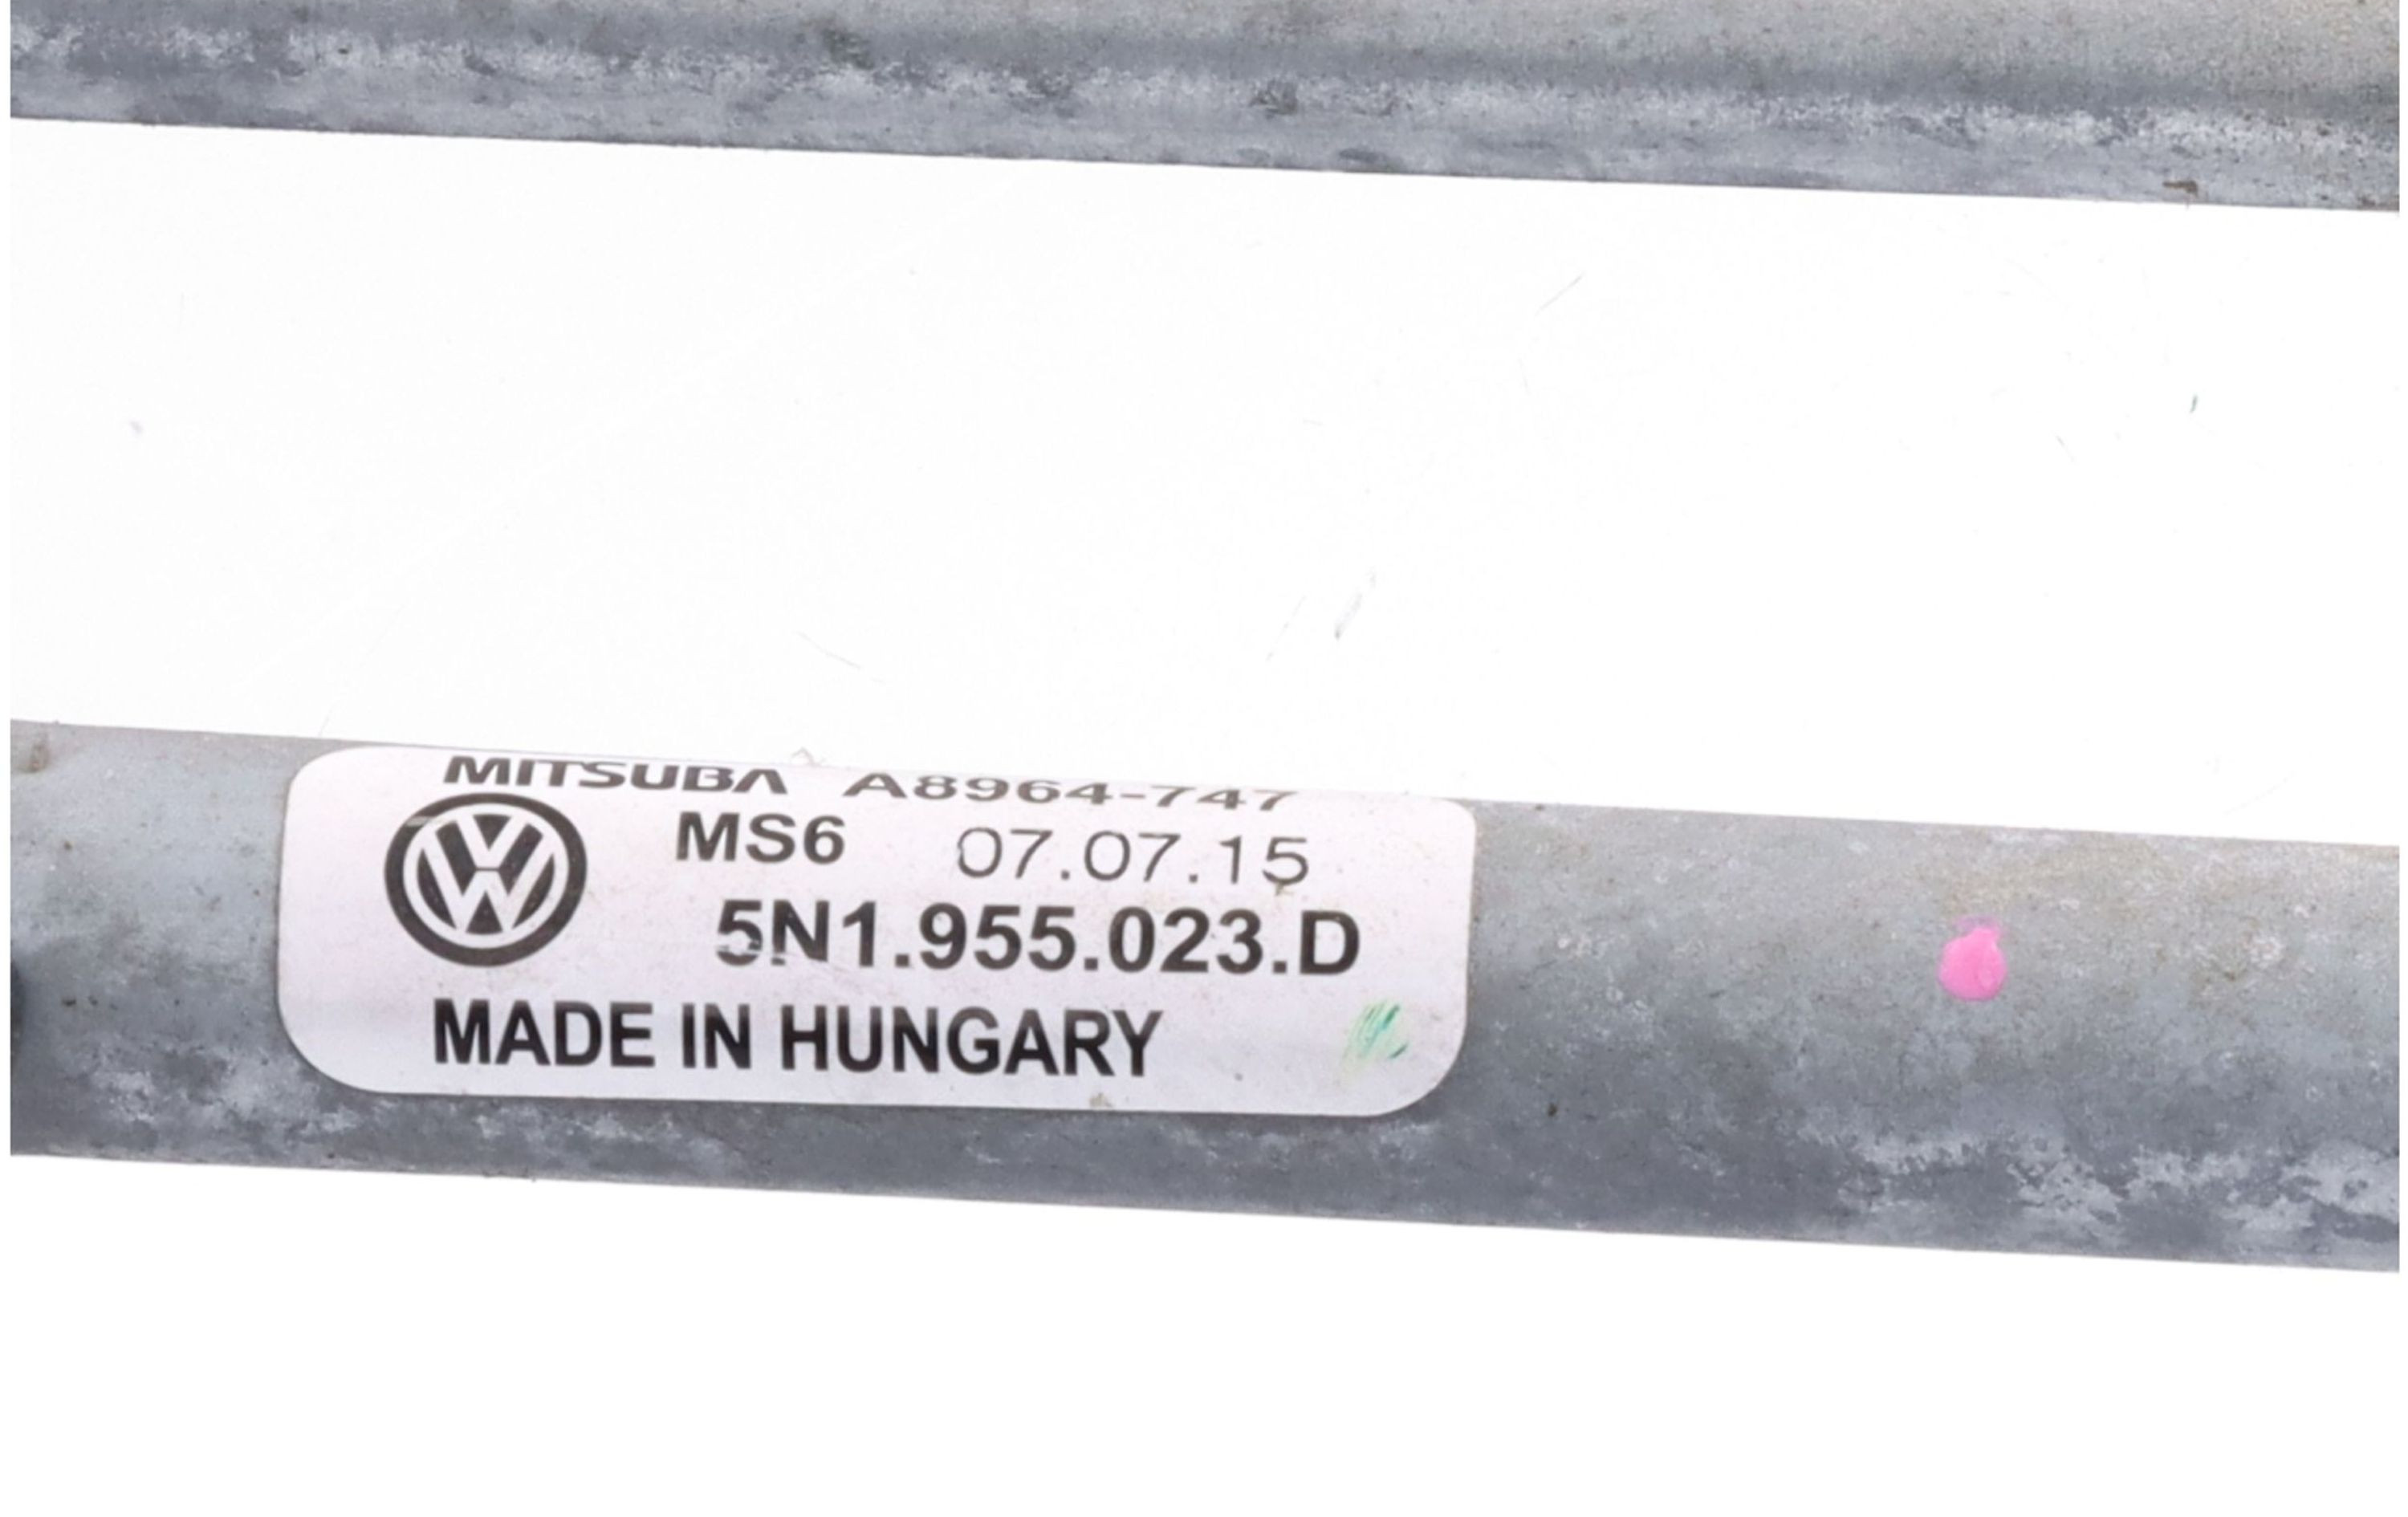 MITSUBA A8964-747
MS6 07.07.15
5N1.955.023.D
MADE IN HUNGARY